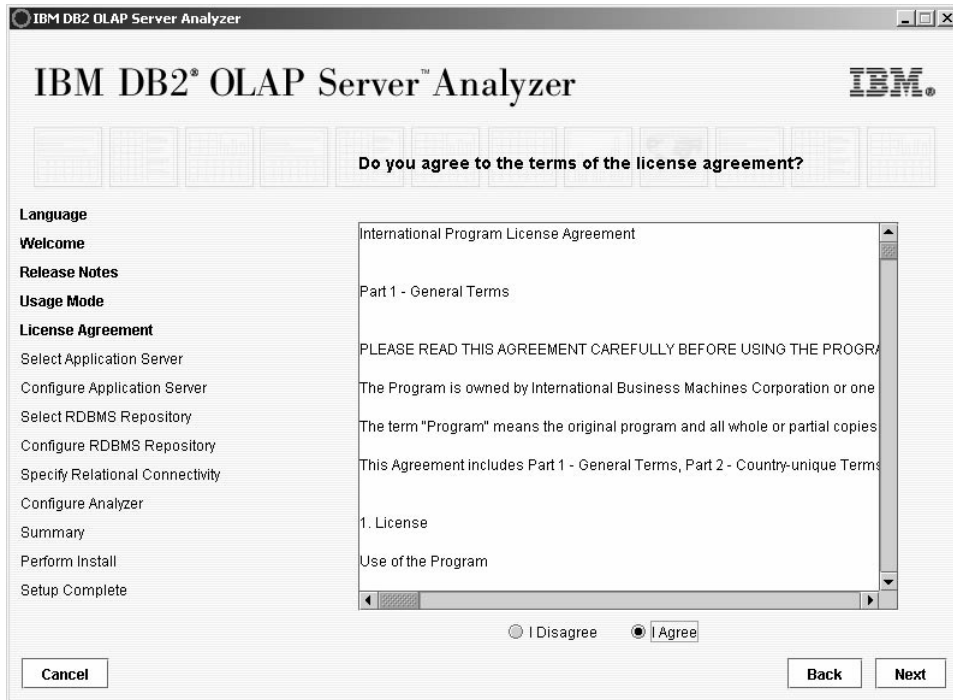 IBM DB2 OLAP Server Analyzer
IBM DB2® OLAP Server™ Analyzer
IBM®
Do you agree to the terms of the license agreement?
Language
Welcome
Release Notes
Usage Mode
License Agreement
Select Application Server
Configure Application Server
Select RDBMS Repository
Configure RDBMS Repository
Specify Relational Connectivity
Configure Analyzer
Summary
Perform Install
Setup Complete
International Program License Agreement
Part 1 - General Terms
PLEASE READ THIS AGREEMENT CAREFULLY BEFORE USING THE PROGRA
The Program is owned by International Business Machines Corporation or one
The term "Program" means the original program and all whole or partial copies
This Agreement includes Part 1 - General Terms, Part 2 - Country-unique Terms
1. License
Use of the Program
I Disagree I Agree
Cancel Back Next